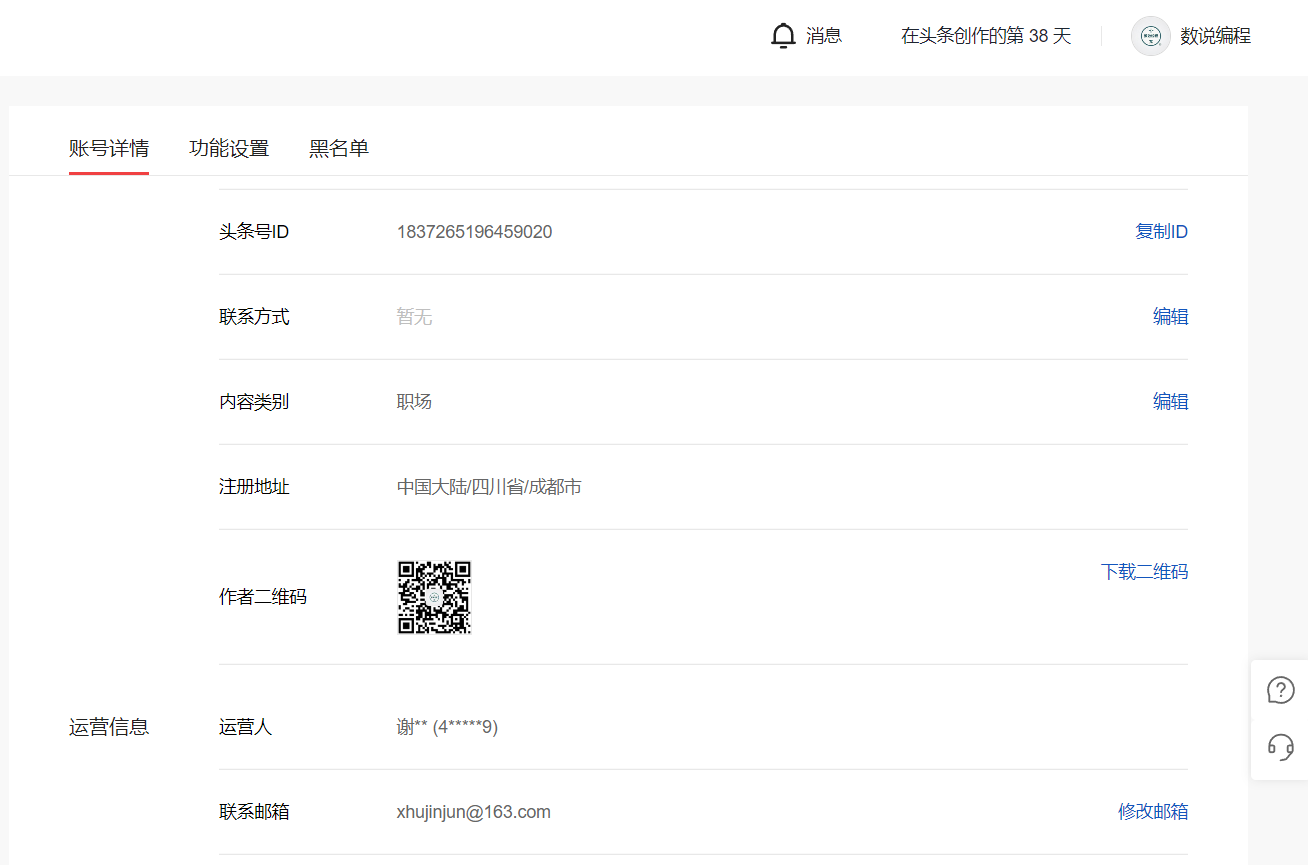 消息 在头条创作的第 38 天 数说编程
账号详情 功能设置 黑名单
头条号ID 1837265196459020 复制ID
联系方式 暂无 编辑
内容类别 职场 编辑
注册地址 中国大陆/四川省/成都市
作者二维码 下载二维码
运营信息 运营人 谢** (4*****9)
联系邮箱 xhujinjun@163.com 修改邮箱